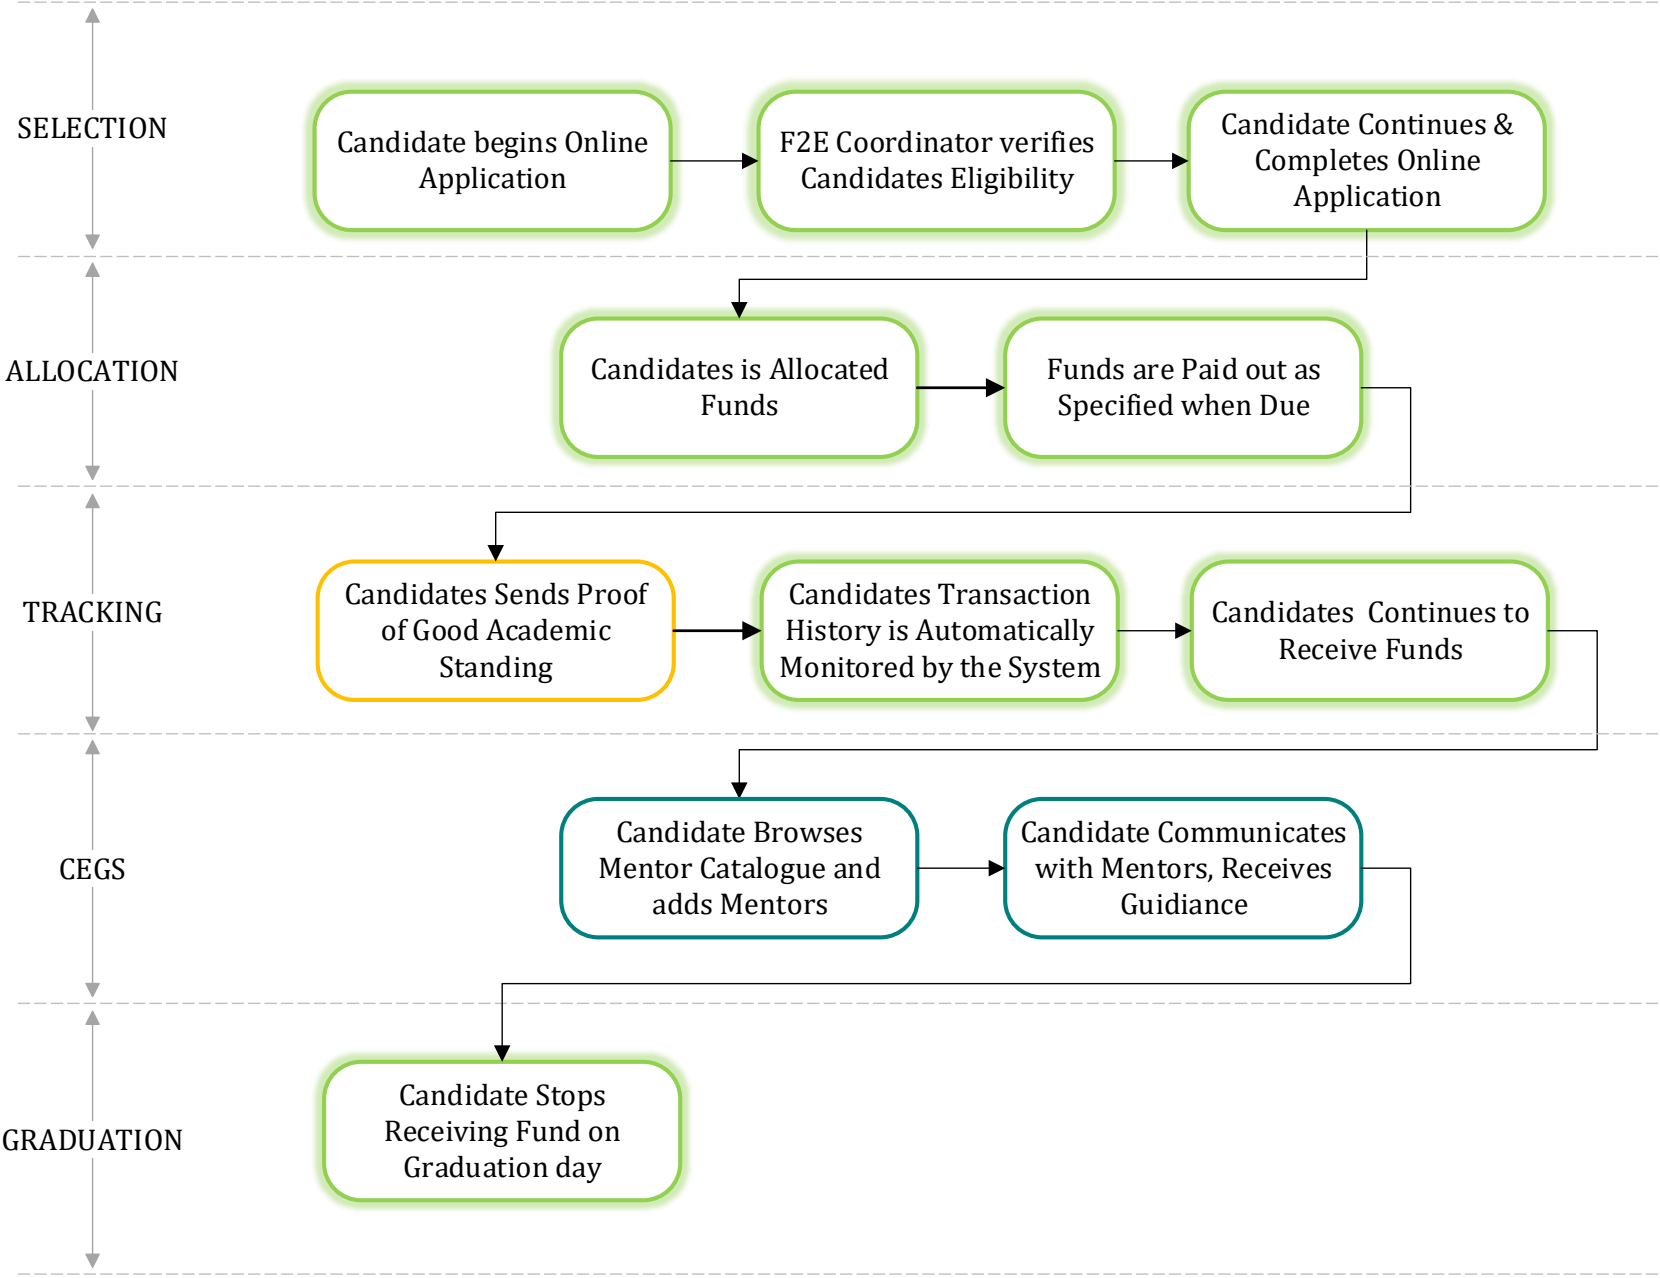 SELECTION
Candidate begins Online
Application
F2E Coordinator verifies
Candidates Eligibility
Candidate Continues &
Completes Online
Application
ALLOCATION
Candidates is Allocated
Funds
Funds are Paid out as
Specified when Due
TRACKING
Candidates Sends Proof
of Good Academic
Standing
Candidates Transaction
History is Automatically
Monitored by the System
Candidates Continues to
Receive Funds
CEGS
Candidate Browses
Mentor Catalogue and
adds Mentors
Candidate Communicates
with Mentors, Receives
Guidiance
GRADUATION
Candidate Stops
Receiving Fund on
Graduation day